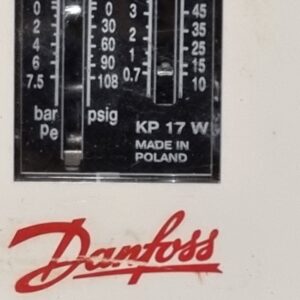 0 0 3 45
2 30 2 35
4 60 1 25
6 90 15
7.5 108 0.7 10
bar psig
pe KP 17 W
MADE IN
POLAND
Danfoss